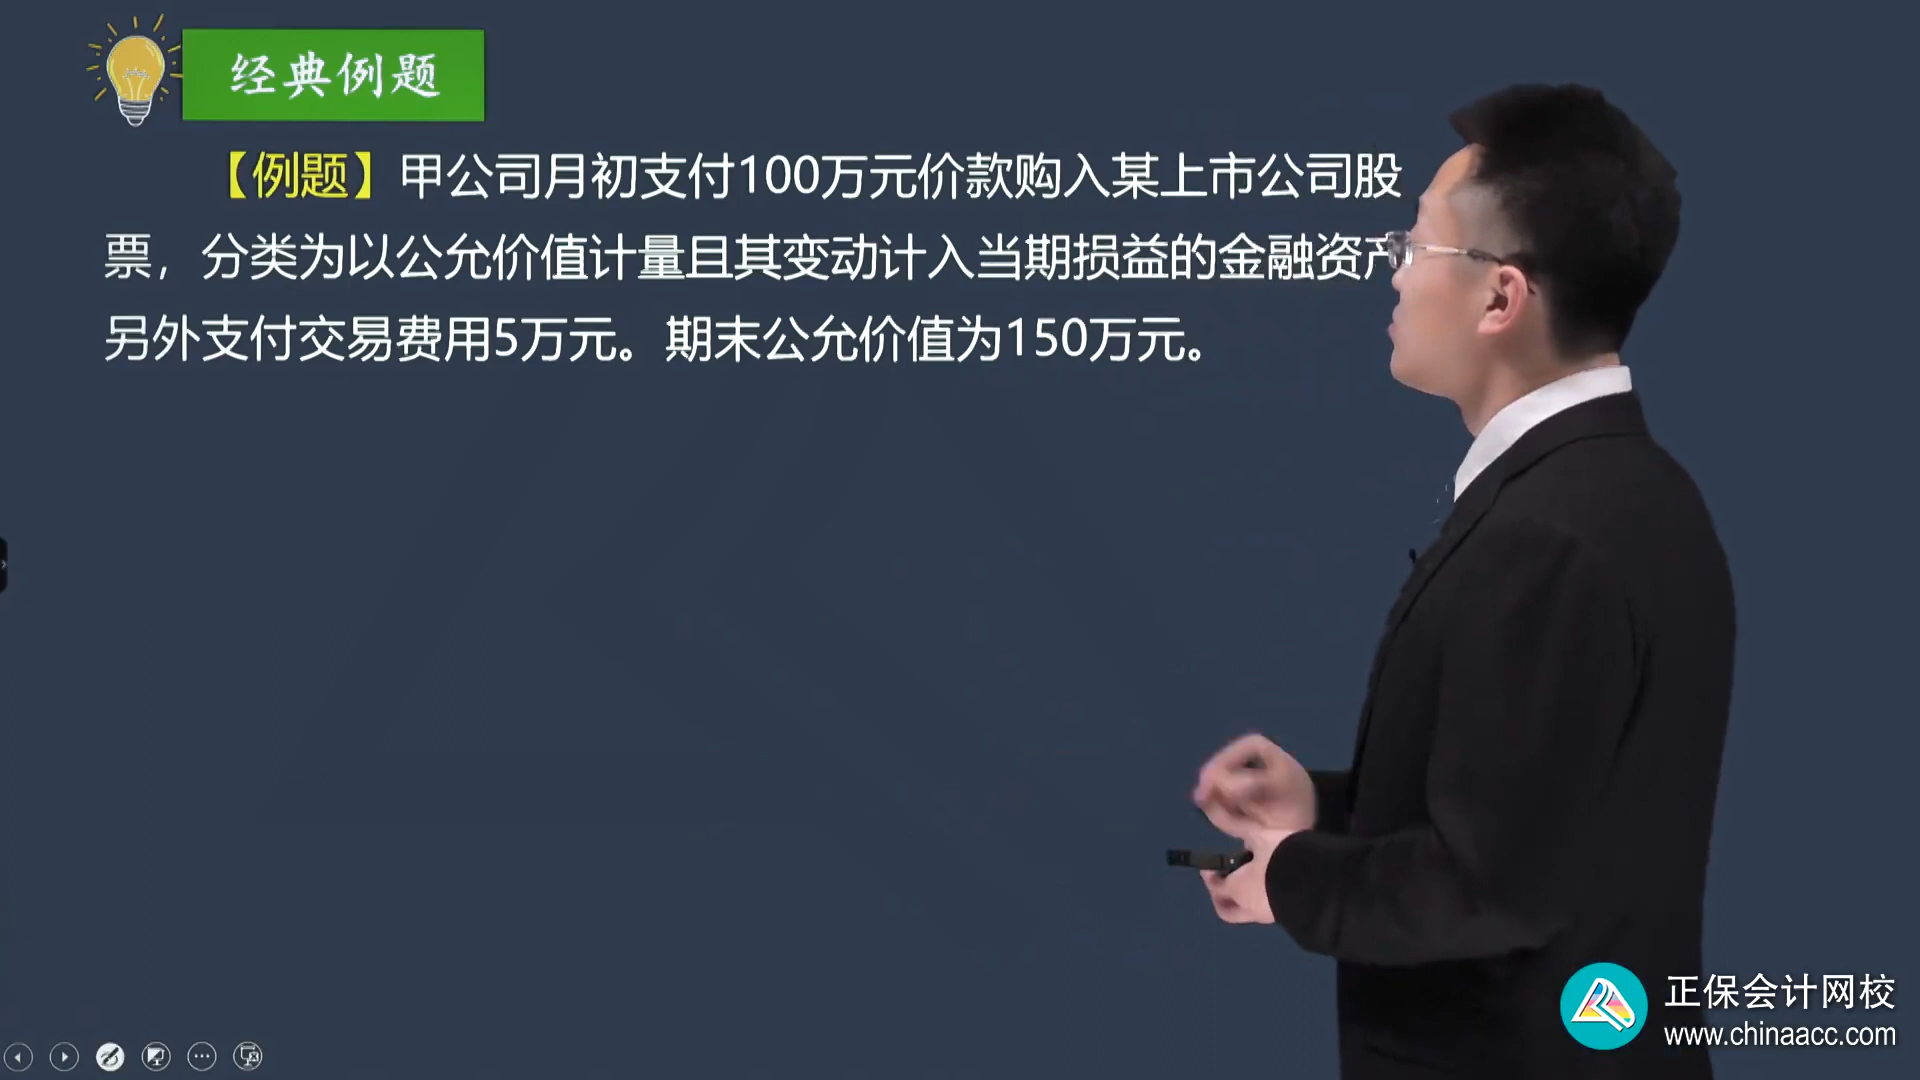 经典例题
【例题】甲公司月初支付100万元价款购入某上市公司股
票，分类为以公允价值计量且其变动计入当期损益的金融资产
另外支付交易费用5万元。期末公允价值为150万元。
正保会计网校
www.chinaacc.com